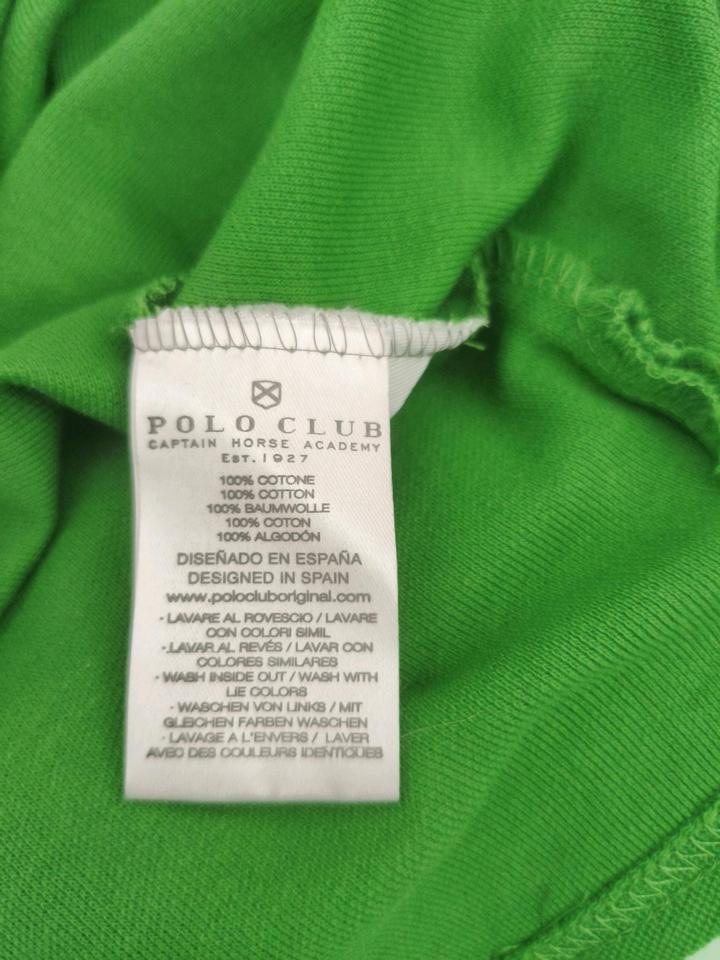 POLO CLUB
CAPTAIN HORSE ACADEMY
EST. 1927
100% COTONE
100% COTTON
100% BAUMWOLLE
100% COTON
100% ALGODÓN
DISEÑADO EN ESPAÑA
DESIGNED IN SPAIN
www.polocluboriginal.com
- LAVARE AL ROVESCIO / LAVARE
CON COLORI SIMIL
- LAVAR AL REVÉS / LAVAR CON
COLORES SIMILARES
- WASH INSIDE OUT / WASH WITH
LIE COLORS
- WASCHEN VON LINKS / MIT
GLEICHEN FARBEN WASCHEN
- LAVAGE A L'ENVERS / LAVER
AVEC DES COULEURS IDENTIQUES